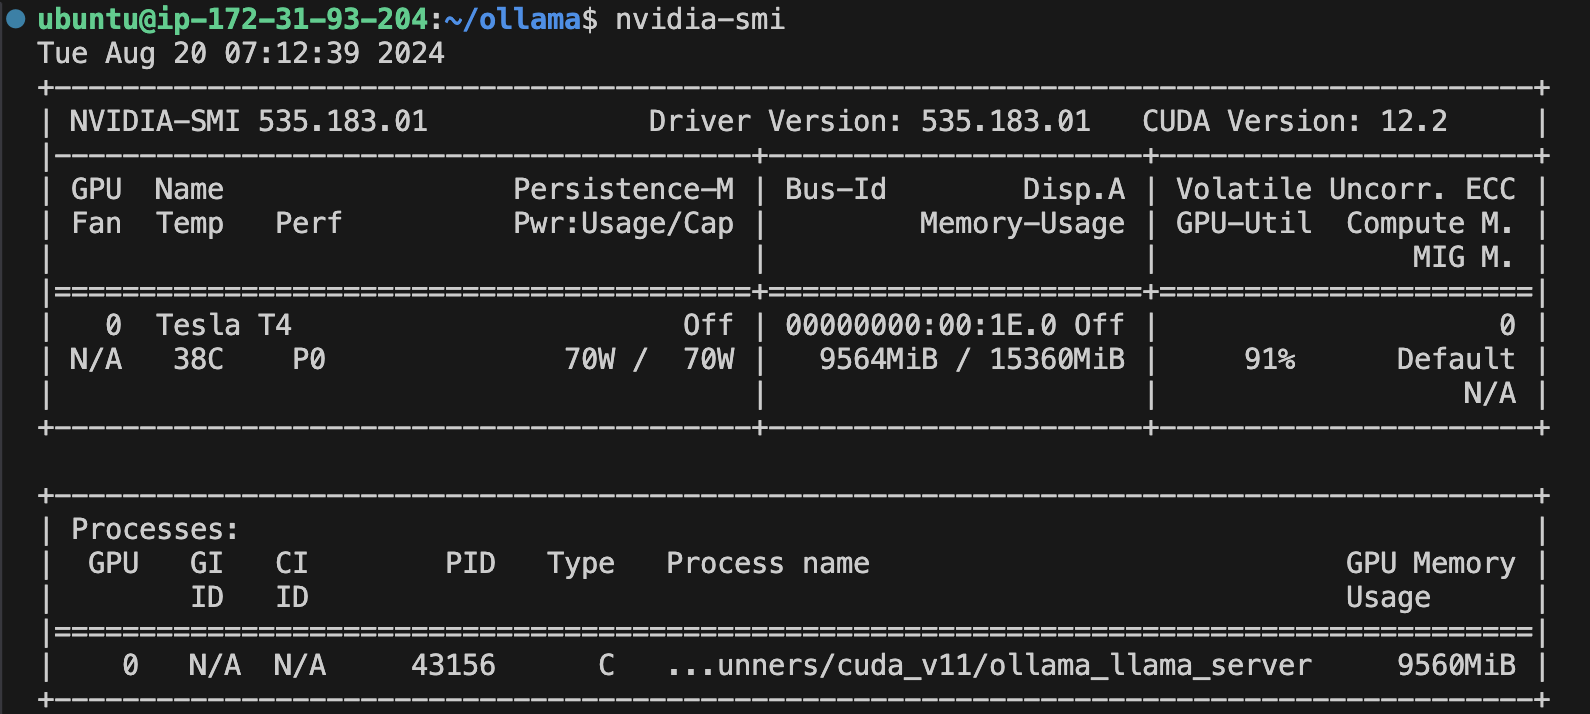 ubuntu@ip-172-31-93-204:~/ollama$ nvidia-smi
Tue Aug 20 07:12:39 2024
+---------------------------------------------------------------------------------------+
| NVIDIA-SMI 535.183.01             Driver Version: 535.183.01   CUDA Version: 12.2     |
|-----------------------------------------+----------------------+----------------------+
| GPU  Name                 Persistence-M | Bus-Id        Disp.A | Volatile Uncorr. ECC |
| Fan  Temp   Perf          Pwr:Usage/Cap |         Memory-Usage | GPU-Util  Compute M. |
|                                         |                      |               MIG M. |
|=========================================+======================+======================|
|   0  Tesla T4                       Off | 00000000:00:1E.0 Off |                    0 |
| N/A   38C    P0              70W /  70W |   9564MiB / 15360MiB |     91%      Default |
|                                         |                      |                  N/A |
+-----------------------------------------+----------------------+----------------------+

+---------------------------------------------------------------------------------------+
| Processes:                                                                            |
|  GPU   GI   CI        PID   Type   Process name                            GPU Memory |
|        ID   ID                                                             Usage      |
|=======================================================================================|
|    0   N/A  N/A     43156      C   ...unners/cuda_v11/ollama_llama_server     9560MiB |
+---------------------------------------------------------------------------------------+